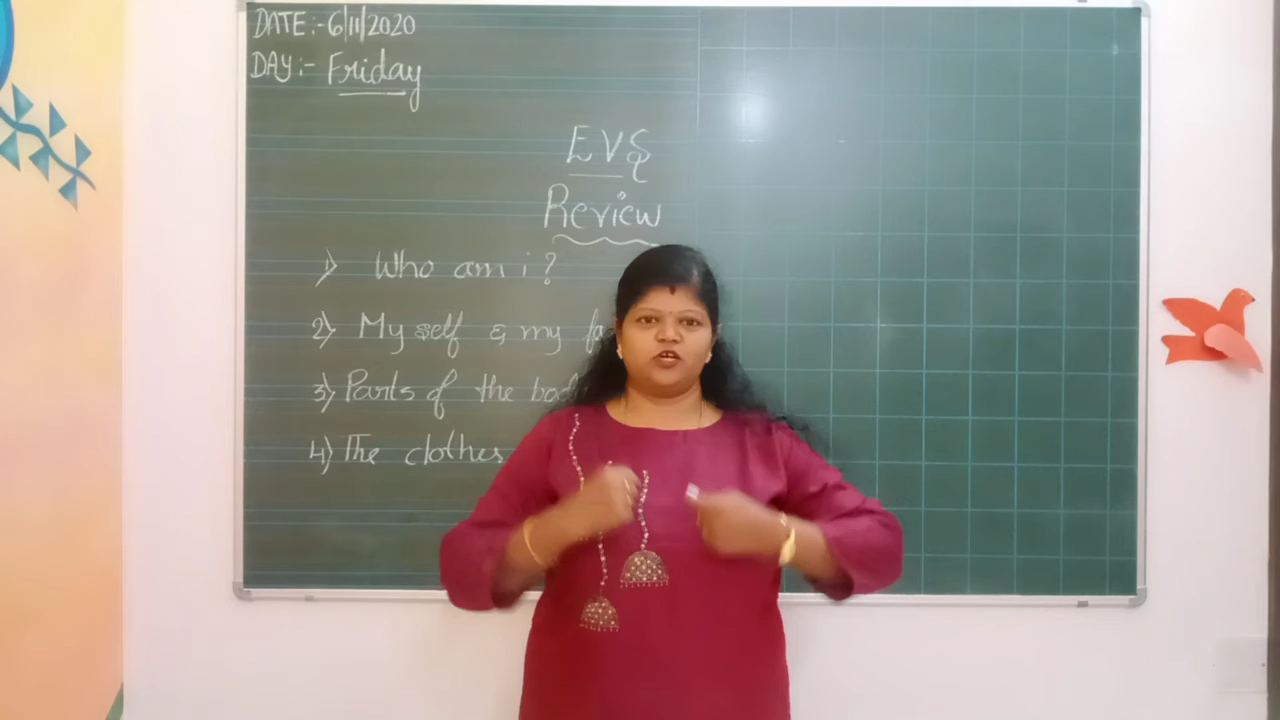 DATE:-6/11/2020
DAY:- Friday
EVS
Review
1) Who am i?
2) My self & my
3) Parts of the
4) The clothes